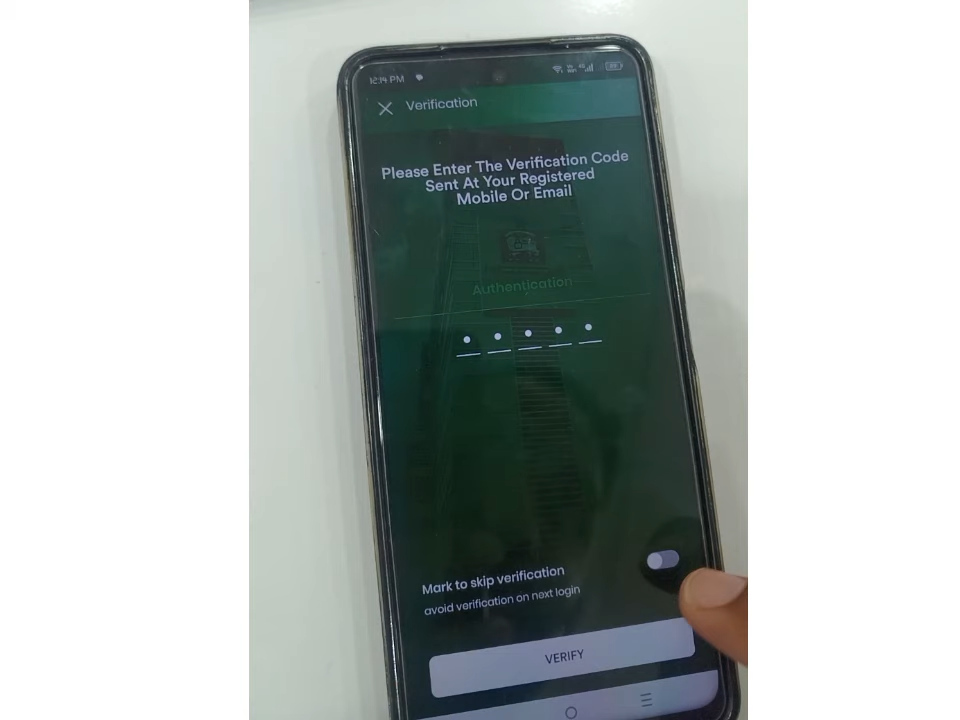 12:14 PM
Verification
Please Enter The Verification Code
Sent At Your Registered
Mobile Or Email
Authentication
Mark to skip verification
avoid verification on next login
VERIFY